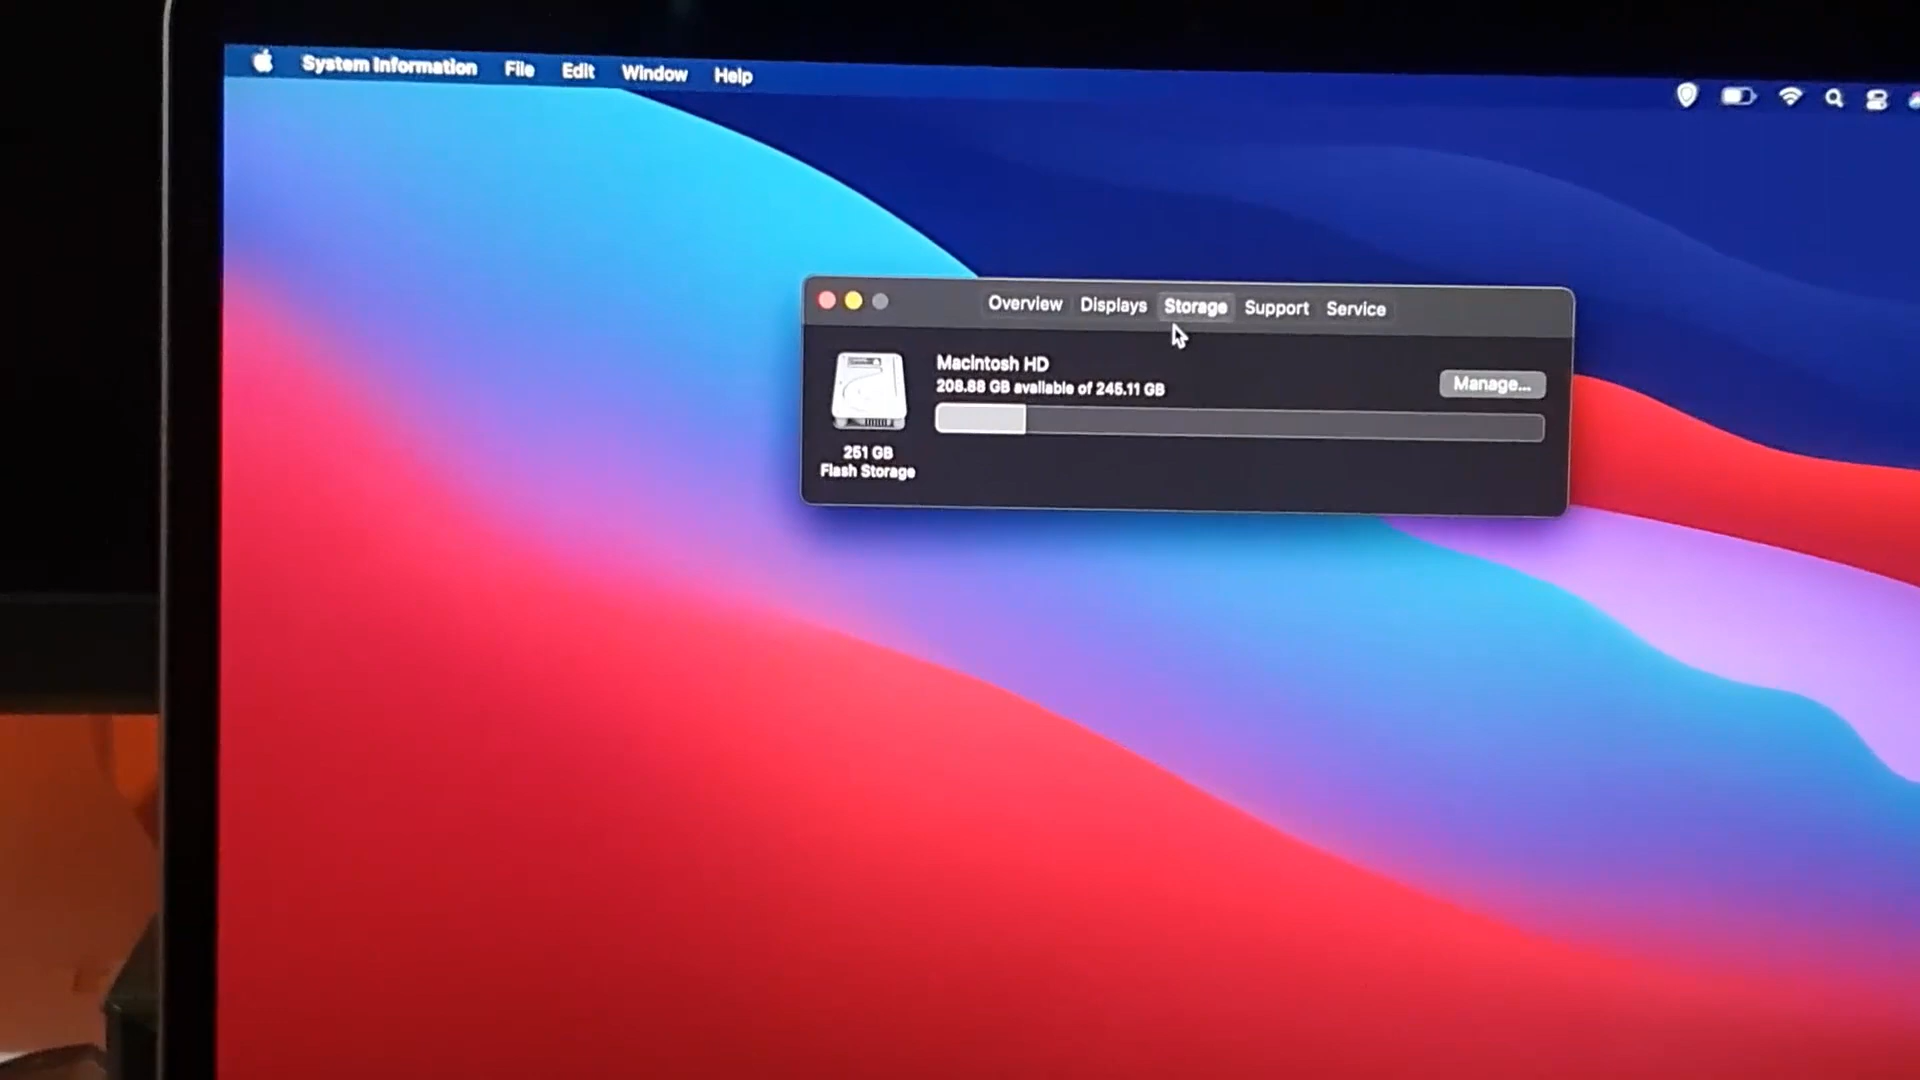 System Information File Edit Window Help
Overview Displays Storage Support Service
Macintosh HD
208.88 GB available of 245.11 GB
Manage...
251 GB
Flash Storage